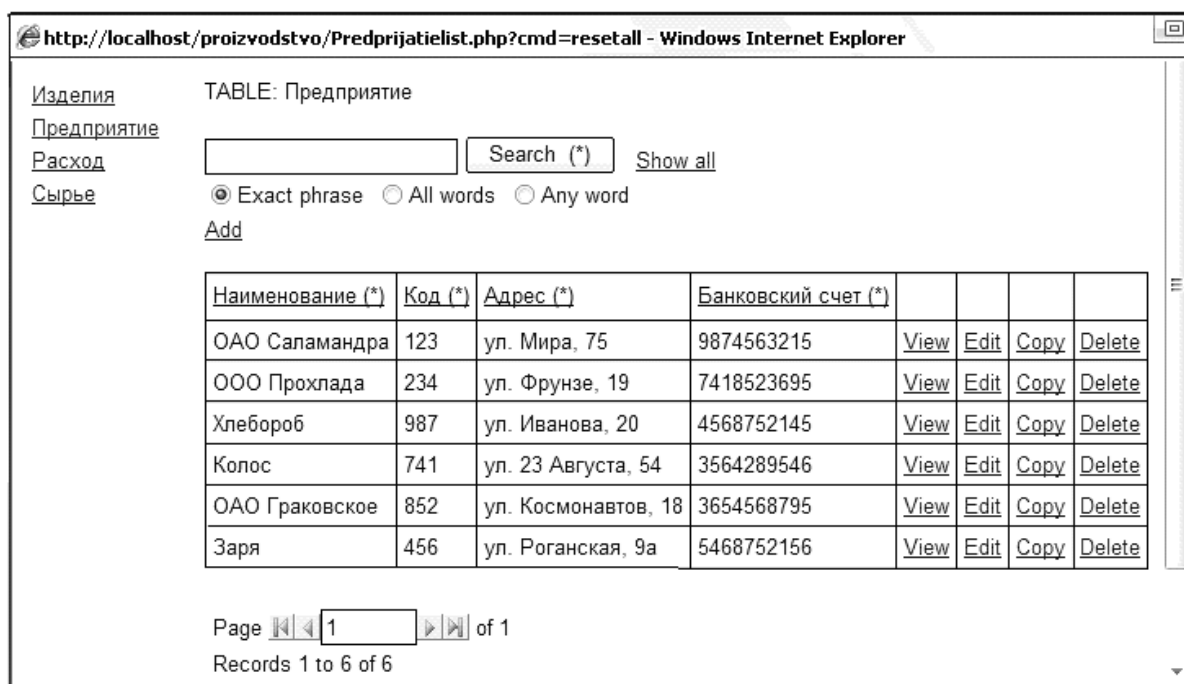 http://localhost/proizvodstvo/Predprijatielist.php?cmd=resetall - Windows Internet Explorer
Изделия
Предприятие
Расход
Сырье
TABLE: Предприятие
Search (*) Show all
Exact phrase All words Any word
Add
Наименование (*) Код (*) Адрес (*) Банковский счет (*)
ОАО Саламандра 123 ул. Мира, 75 9874563215 View Edit Copy Delete
ООО Прохлада 234 ул. Фрунзе, 19 7418523695 View Edit Copy Delete
Хлебороб 987 ул. Иванова, 20 4568752145 View Edit Copy Delete
Колос 741 ул. 23 Августа, 54 3564289546 View Edit Copy Delete
ОАО Граковское 852 ул. Космонавтов, 18 3654568795 View Edit Copy Delete
Заря 456 ул. Роганская, 9а 5468752156 View Edit Copy Delete
Page 1 of 1
Records 1 to 6 of 6